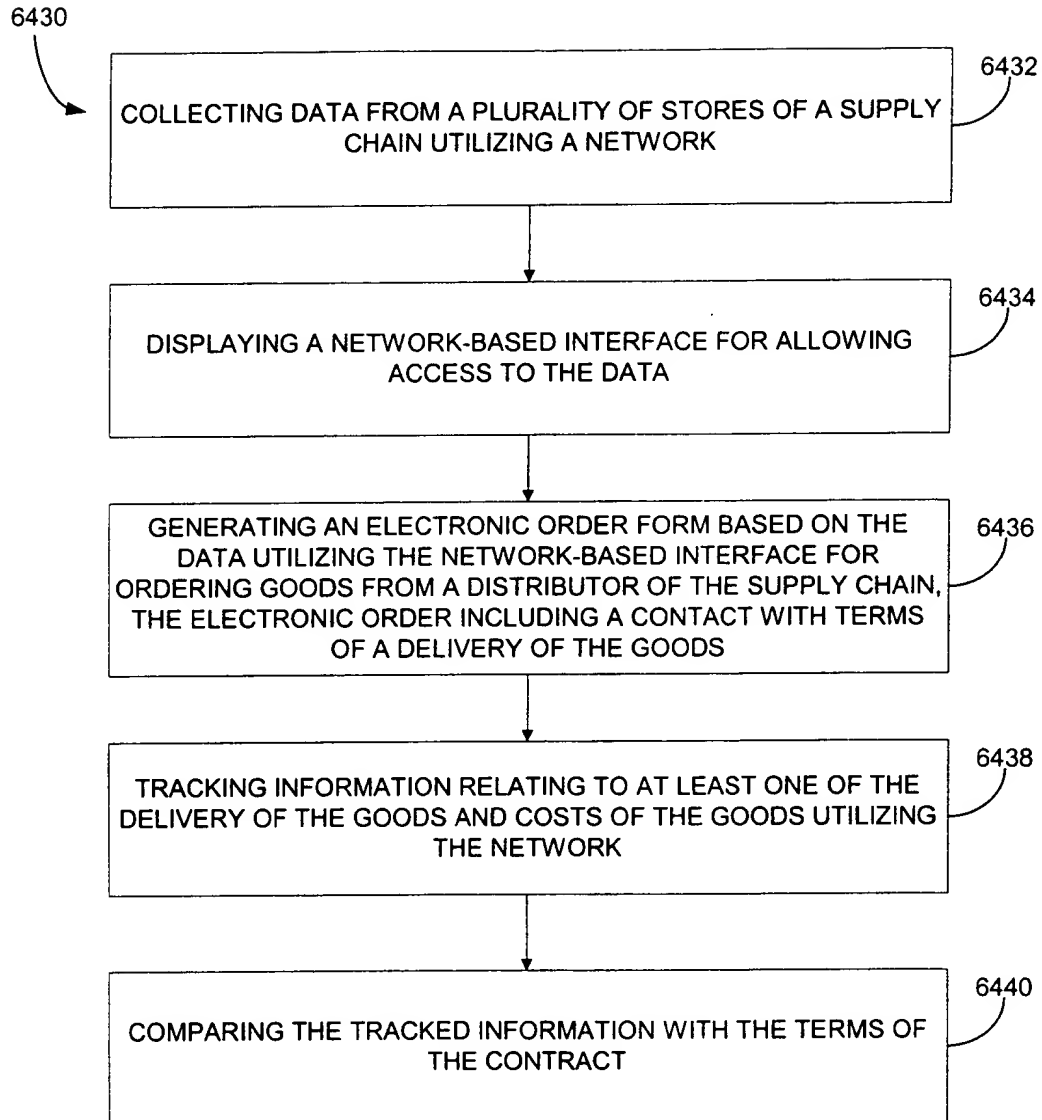 6430
6432
COLLECTING DATA FROM A PLURALITY OF STORES OF A SUPPLY
CHAIN UTILIZING A NETWORK
6434
DISPLAYING A NETWORK-BASED INTERFACE FOR ALLOWING
ACCESS TO THE DATA
6436
GENERATING AN ELECTRONIC ORDER FORM BASED ON THE
DATA UTILIZING THE NETWORK-BASED INTERFACE FOR
ORDERING GOODS FROM A DISTRIBUTOR OF THE SUPPLY CHAIN,
THE ELECTRONIC ORDER INCLUDING A CONTACT WITH TERMS
OF A DELIVERY OF THE GOODS
6438
TRACKING INFORMATION RELATING TO AT LEAST ONE OF THE
DELIVERY OF THE GOODS AND COSTS OF THE GOODS UTILIZING
THE NETWORK
6440
COMPARING THE TRACKED INFORMATION WITH THE TERMS OF
THE CONTRACT